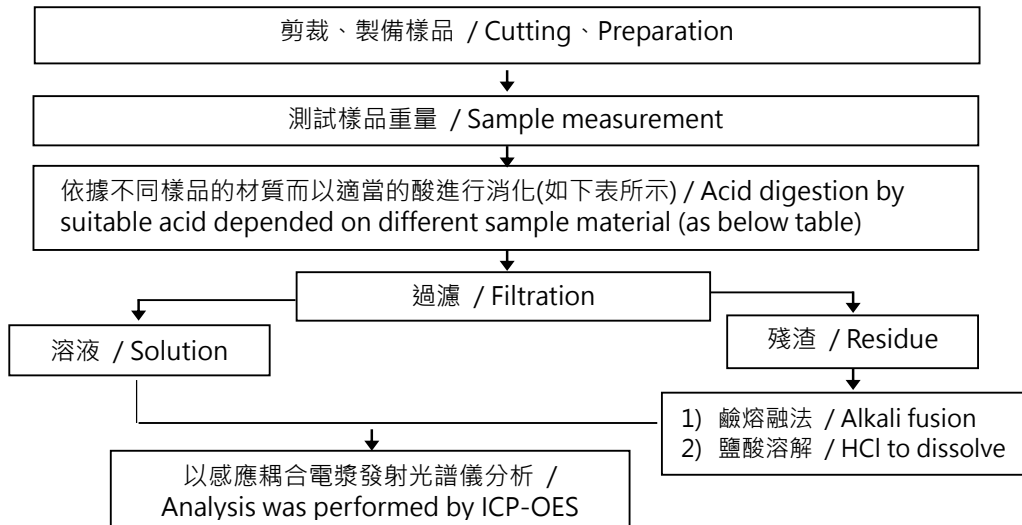 剪裁、製備樣品 / Cutting、Preparation
測試樣品重量 / Sample measurement
依據不同樣品的材質而以適當的酸進行消化(如下表所示) / Acid digestion by
suitable acid depended on different sample material (as below table)
過濾 / Filtration
溶液 / Solution
殘渣 / Residue
1) 鹼熔融法 / Alkali fusion
2) 鹽酸溶解 / HCl to dissolve
以感應耦合電漿發射光譜儀分析 /
Analysis was performed by ICP-OES